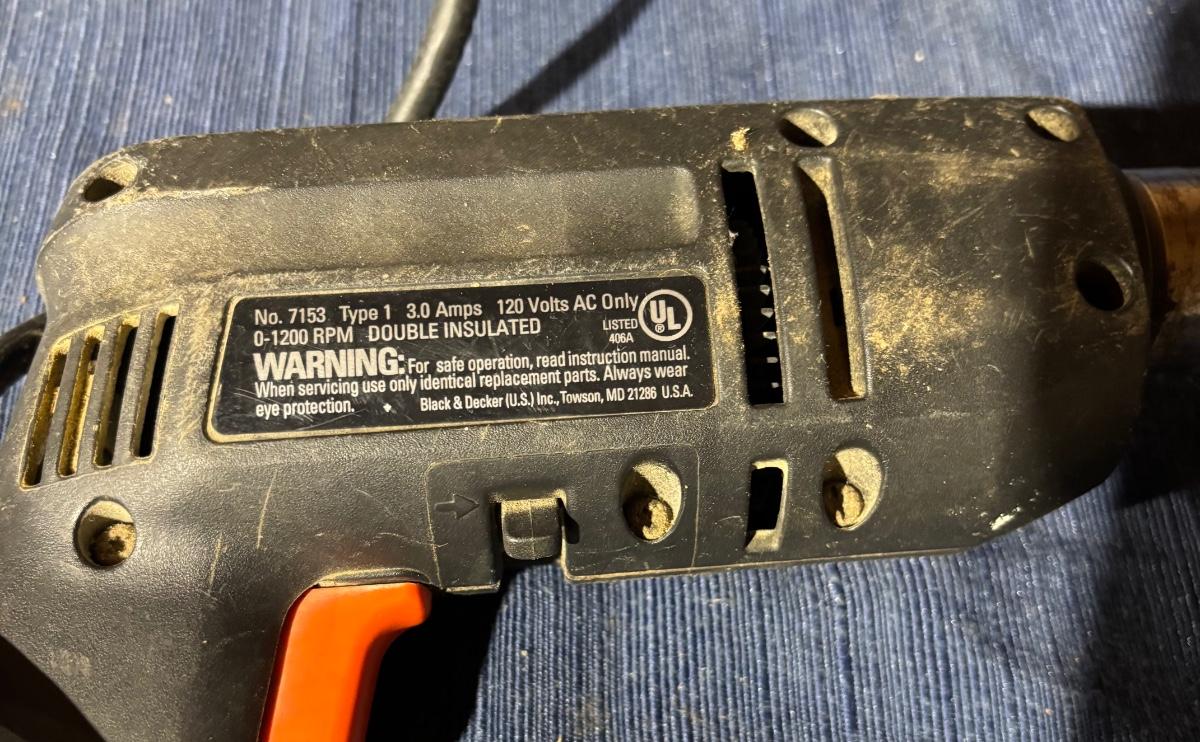 No. 7153 Type 1 3.0 Amps 120 Volts AC Only
0-1200 RPM DOUBLE INSULATED
UL
®
LISTED
406A
WARNING: For safe operation, read instruction manual.
When servicing use only identical replacement parts. Always wear
eye protection. Black & Decker (U.S.) Inc., Towson, MD 21286 U.S.A.